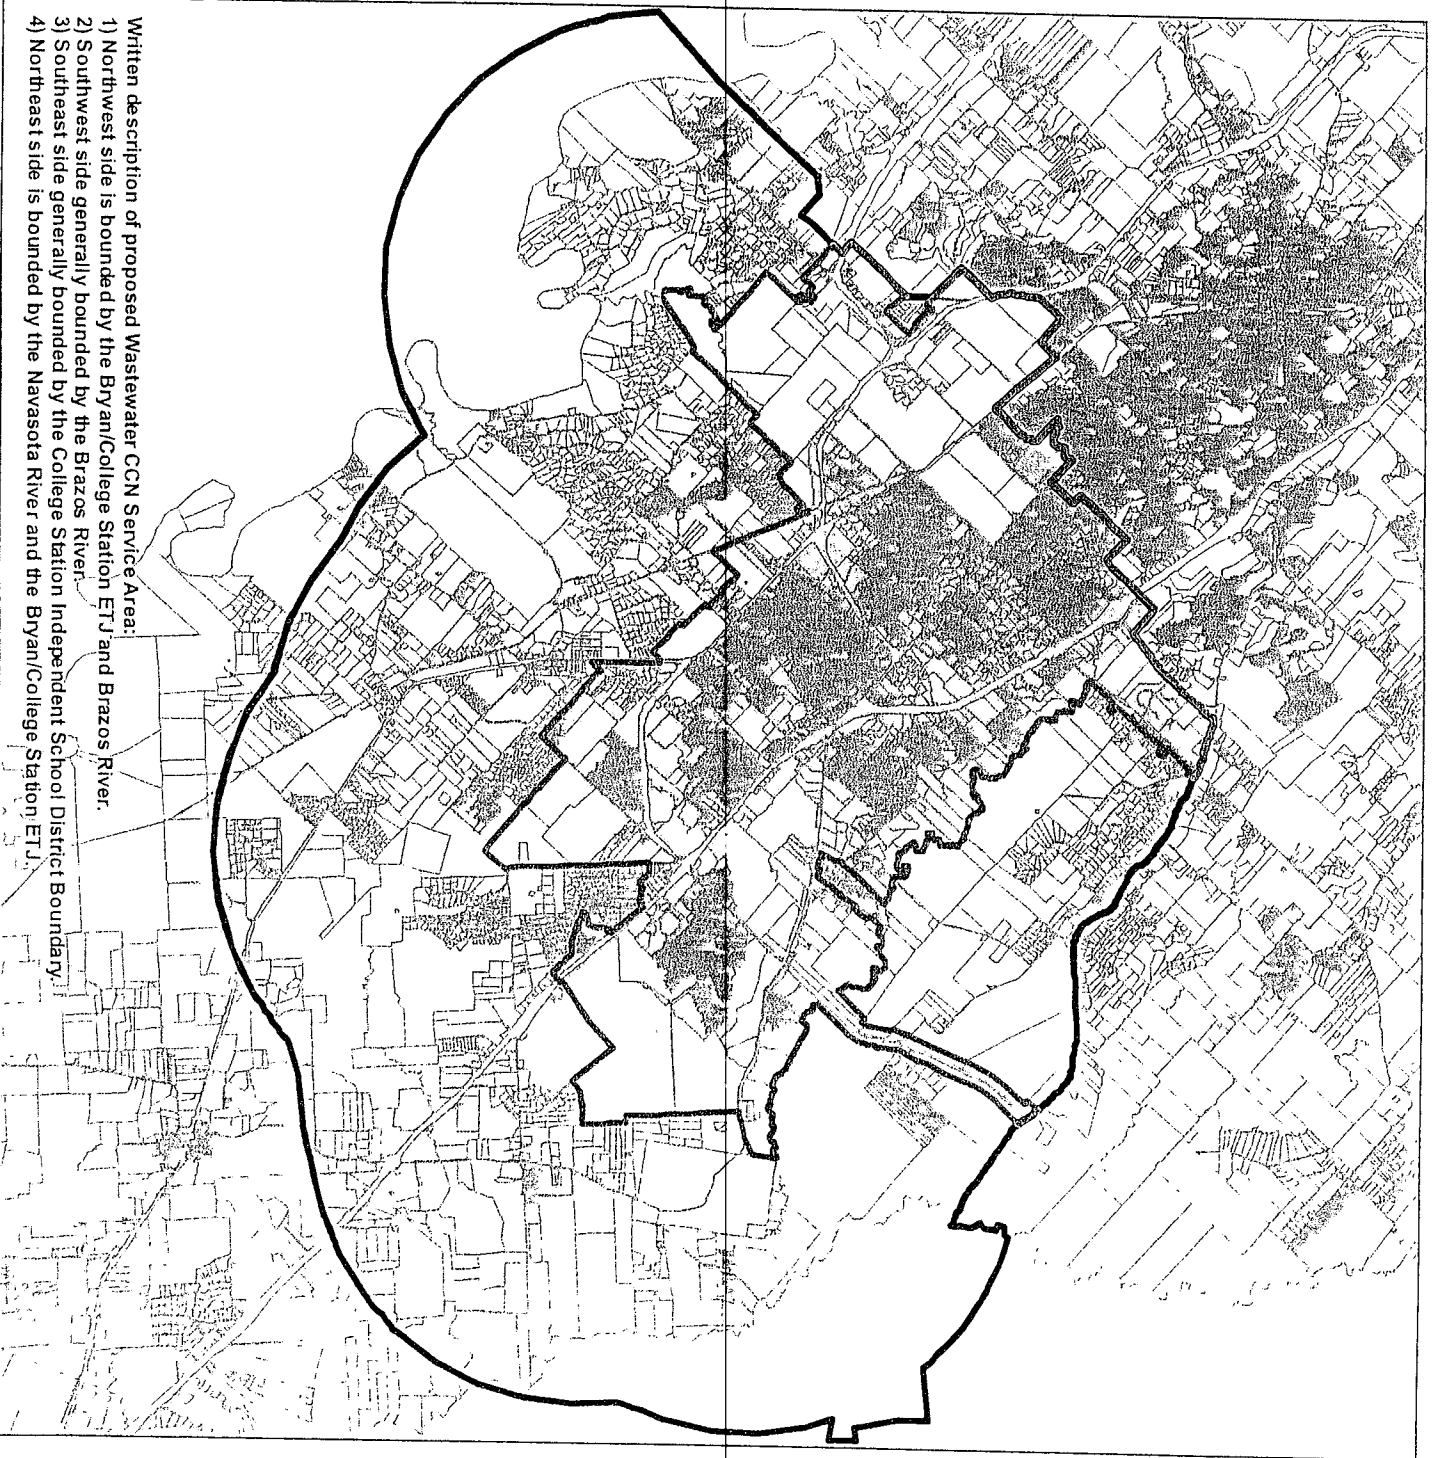 Written description of proposed Wastewater CCN Service Area:
1) Northwest side is bounded by the Bryan/College Station ETJ and Brazos River.
2) Southwest side generally bounded by the Brazos River.
3) Southeast side generally bounded by the College Station Independent School District Boundary.
4) Northeast side is bounded by the Navasota River and the Bryan/College Station ETJ.